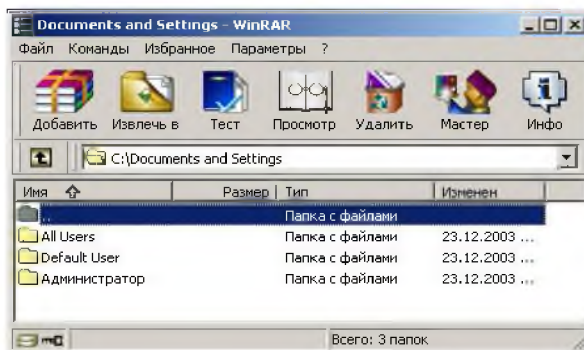 Documents and Settings - WinRAR
Файл Команды Избранное Параметры ?
Добавить Извлечь в Тест Просмотр Удалить Мастер Инфо
C:\Documents and Settings
Имя Размер Тип Изменен
.. Папка с файлами
All Users Папка с файлами 23.12.2003 ...
Default User Папка с файлами 23.12.2003 ...
Администратор Папка с файлами 23.12.2003 ...
Всего: 3 папок